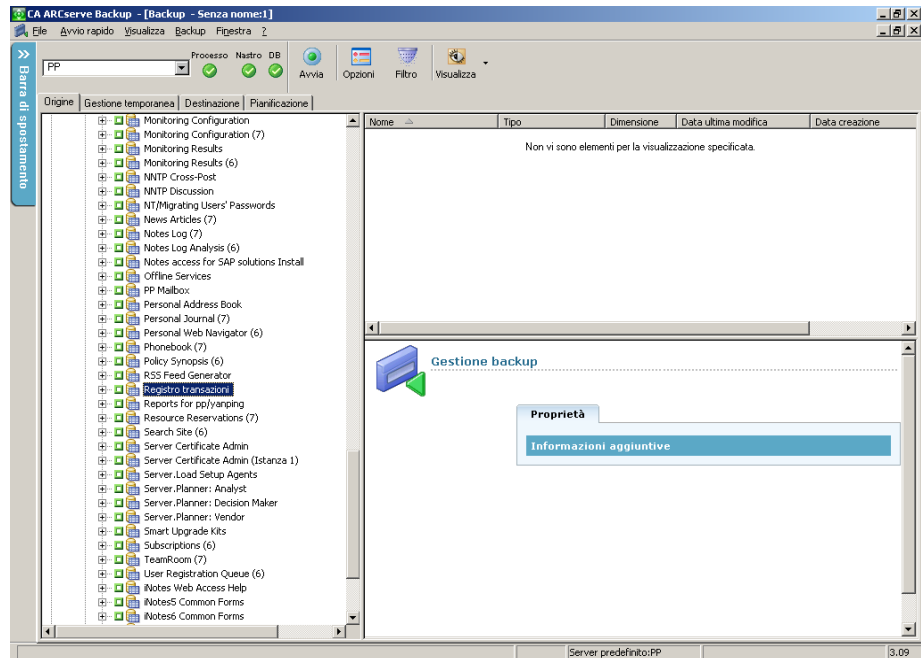 CA ARCserve Backup - [Backup - Senza nome:1]
File Avvio rapido Visualizza Backup Finestra ?
Barra di spostamento
PP
Processo Nastro DB
Avvia Opzioni Filtro Visualizza
Origine Gestione temporanea Destinazione Pianificazione
Monitoring Configuration
Monitoring Configuration (7)
Monitoring Results
Monitoring Results (6)
NNTP Cross-Post
NNTP Discussion
NT/Migrating Users' Passwords
News Articles (7)
Notes Log (7)
Notes Log Analysis (6)
Notes access for SAP solutions Install
Offline Services
PP Mailbox
Personal Address Book
Personal Journal (7)
Personal Web Navigator (6)
Phonebook (7)
Policy Synopsis (6)
RSS Feed Generator
Registro transazioni
Reports for pp/yanping
Resource Reservations (7)
Search Site (6)
Server Certificate Admin
Server Certificate Admin (Istanza 1)
Server.Load Setup Agents
Server.Planner: Analyst
Server.Planner: Decision Maker
Server.Planner: Vendor
Smart Upgrade Kits
Subscriptions (6)
TeamRoom (7)
User Registration Queue (6)
iNotes Web Access Help
iNotes5 Common Forms
iNotes6 Common Forms
Nome Tipo Dimensione Data ultima modifica Data creazione
Non vi sono elementi per la visualizzazione specificata.
Gestione backup
Proprietà
Informazioni aggiuntive
Server predefinito:PP
3.09